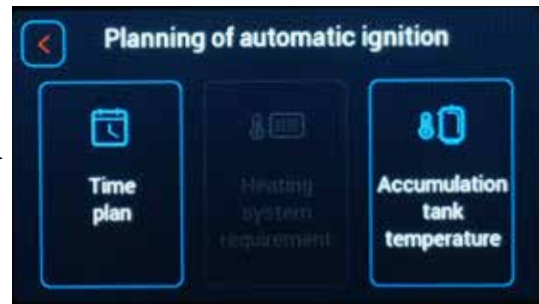 Planning of automatic ignition
Time
plan
Heating
system
requirement
Accumulation
tank
temperature